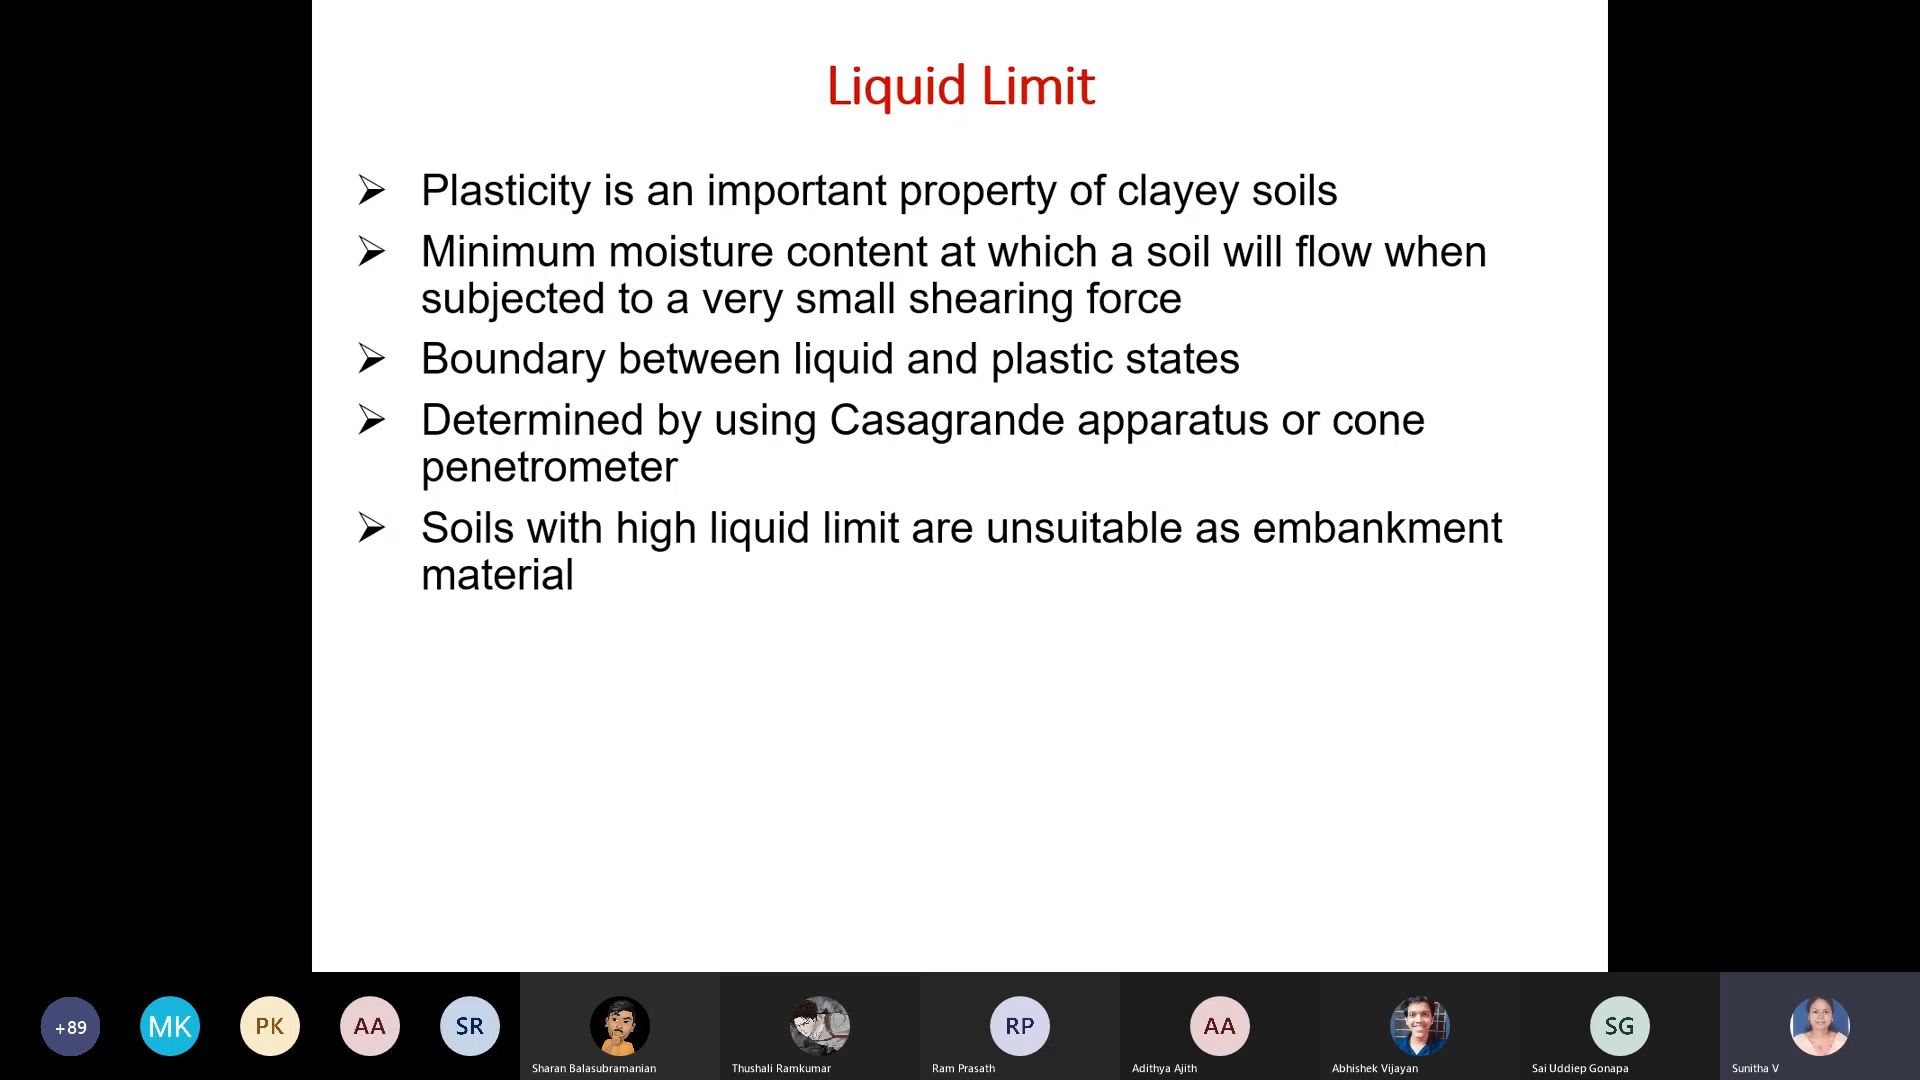 Liquid Limit
Plasticity is an important property of clayey soils
Minimum moisture content at which a soil will flow when
subjected to a very small shearing force
Boundary between liquid and plastic states
Determined by using Casagrande apparatus or cone
penetrometer
Soils with high liquid limit are unsuitable as embankment
material
+89
MK
PK
AA
SR
RP
AA
SG
Sharan Balasubramanian
Thushali Ramkumar
Ram Prasath
Adithya Ajith
Abhishek Vijayan
Sai Uddiep Gonapa
Sunitha V